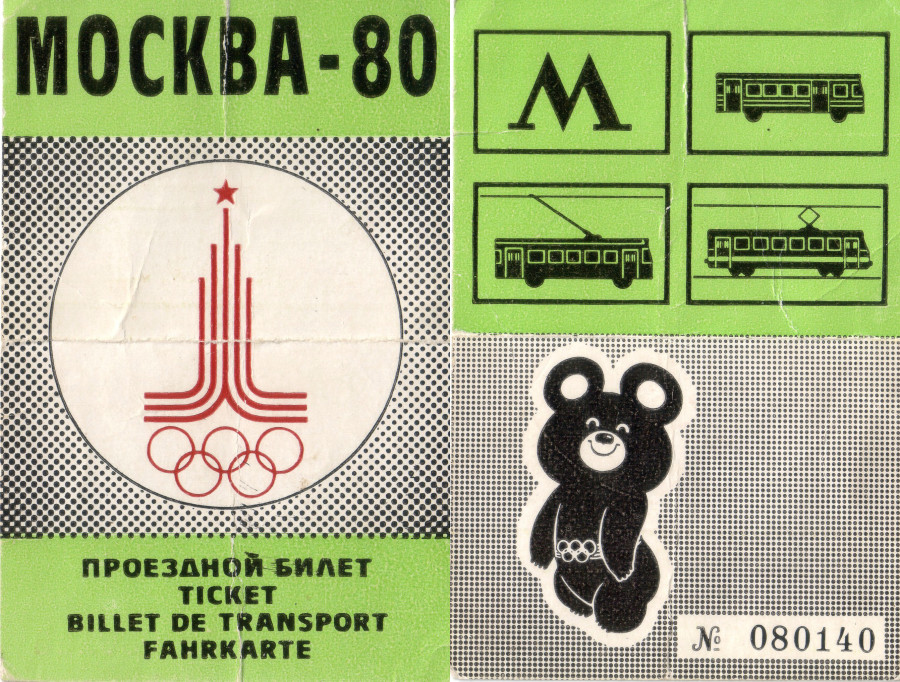 МОСКВА-80
ПРОЕЗДНОЙ БИЛЕТ
TICKET
BILLET DE TRANSPORT
FAHRKARTE
М
№ 080140